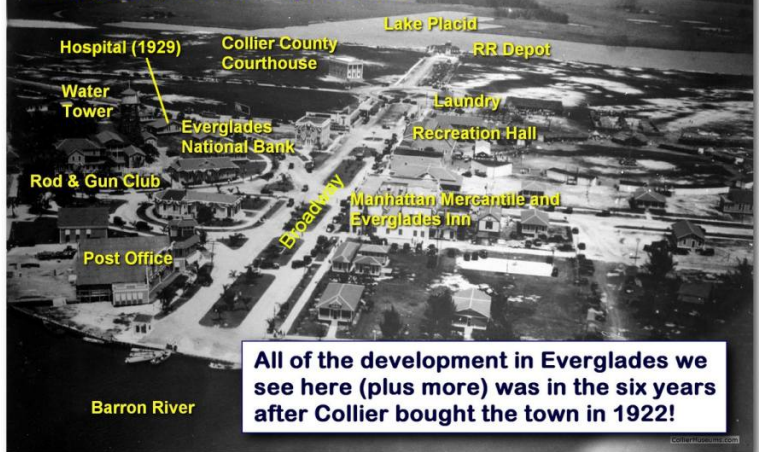 Lake Placid
Hospital (1929)
Collier County
Courthouse
RR Depot
Water
Tower
Laundry
Everglades
National Bank
Recreation Hall
Rod & Gun Club
Manhattan Mercantile and
Everglades Inn
Broadway
Post Office
All of the development in Everglades we
see here (plus more) was in the six years
after Collier bought the town in 1922!
Barron River
CollierMuseums.com